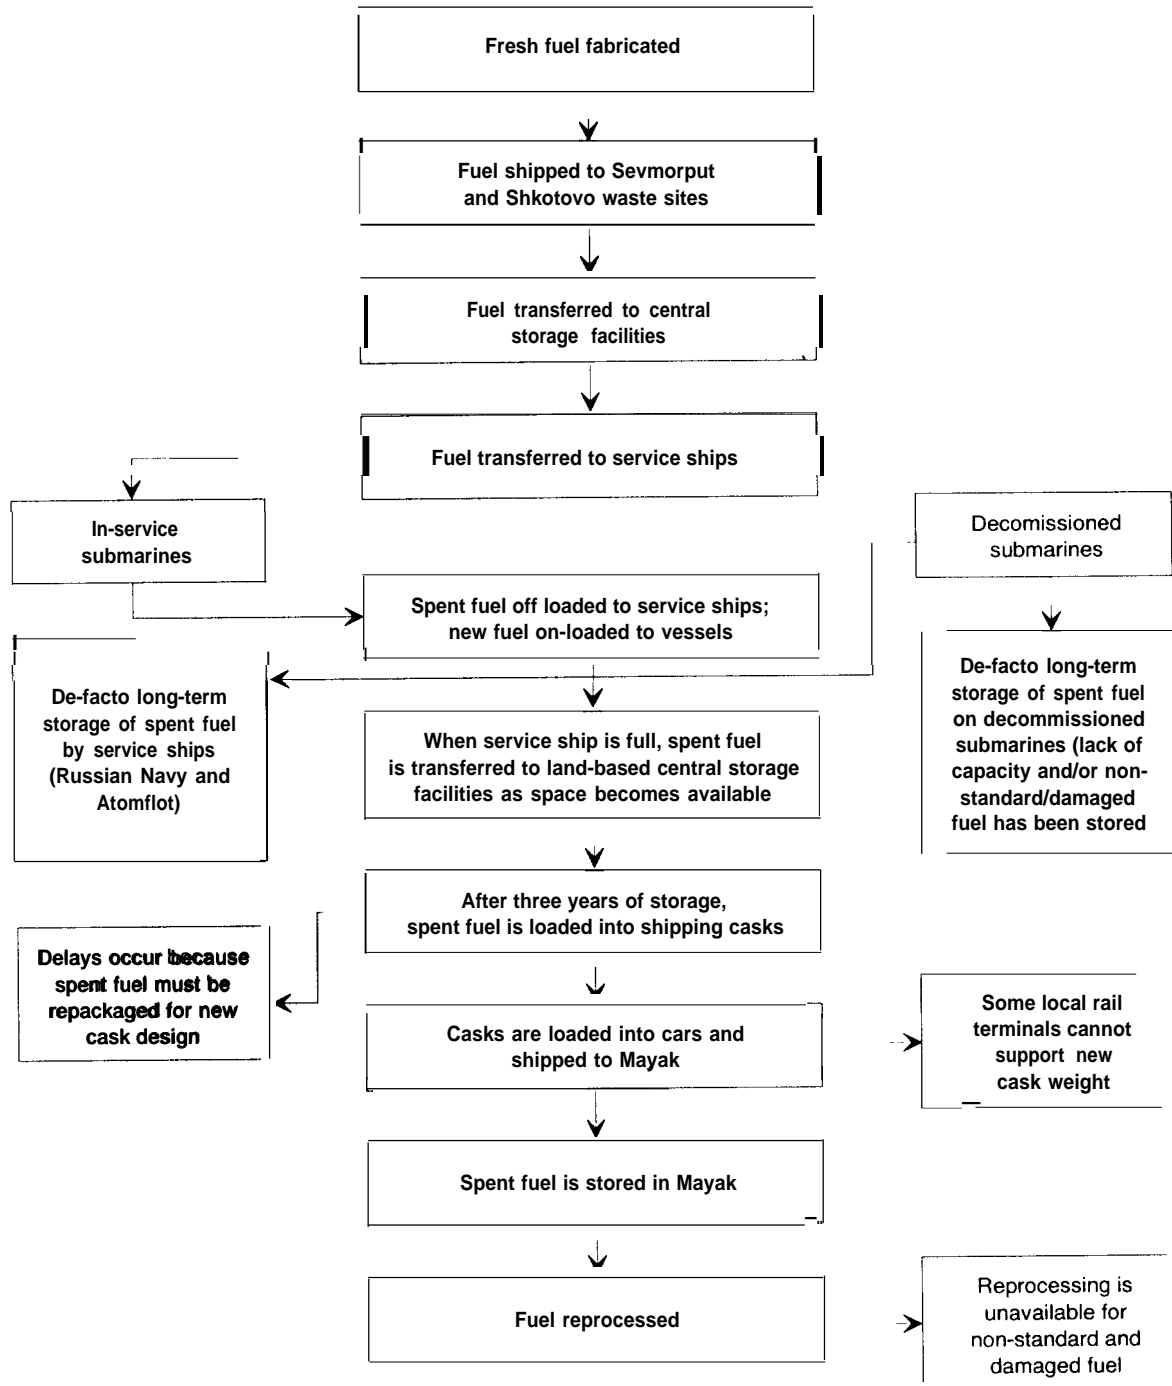 Fresh fuel fabricated
Fuel shipped to Sevmorput
and Shkotovo waste sites
Fuel transferred to central
storage facilities
Fuel transferred to service ships
In-service
submarines
Decomissioned
submarines
Spent fuel off loaded to service ships;
new fuel on-loaded to vessels
De-facto long-term
storage of spent fuel
by service ships
(Russian Navy and
Atomflot)
De-facto long-term
storage of spent fuel
on decommissioned
submarines (lack of
capacity and/or non-
standard/damaged
fuel has been stored
When service ship is full, spent fuel
is transferred to land-based central storage
facilities as space becomes available
After three years of storage,
spent fuel is loaded into shipping casks
Delays occur because
spent fuel must be
repackaged for new
cask design
Casks are loaded into cars and
shipped to Mayak
Some local rail
terminals cannot
support new
cask weight
Spent fuel is stored in Mayak
Fuel reprocessed
Reprocessing is
unavailable for
non-standard and
damaged fuel